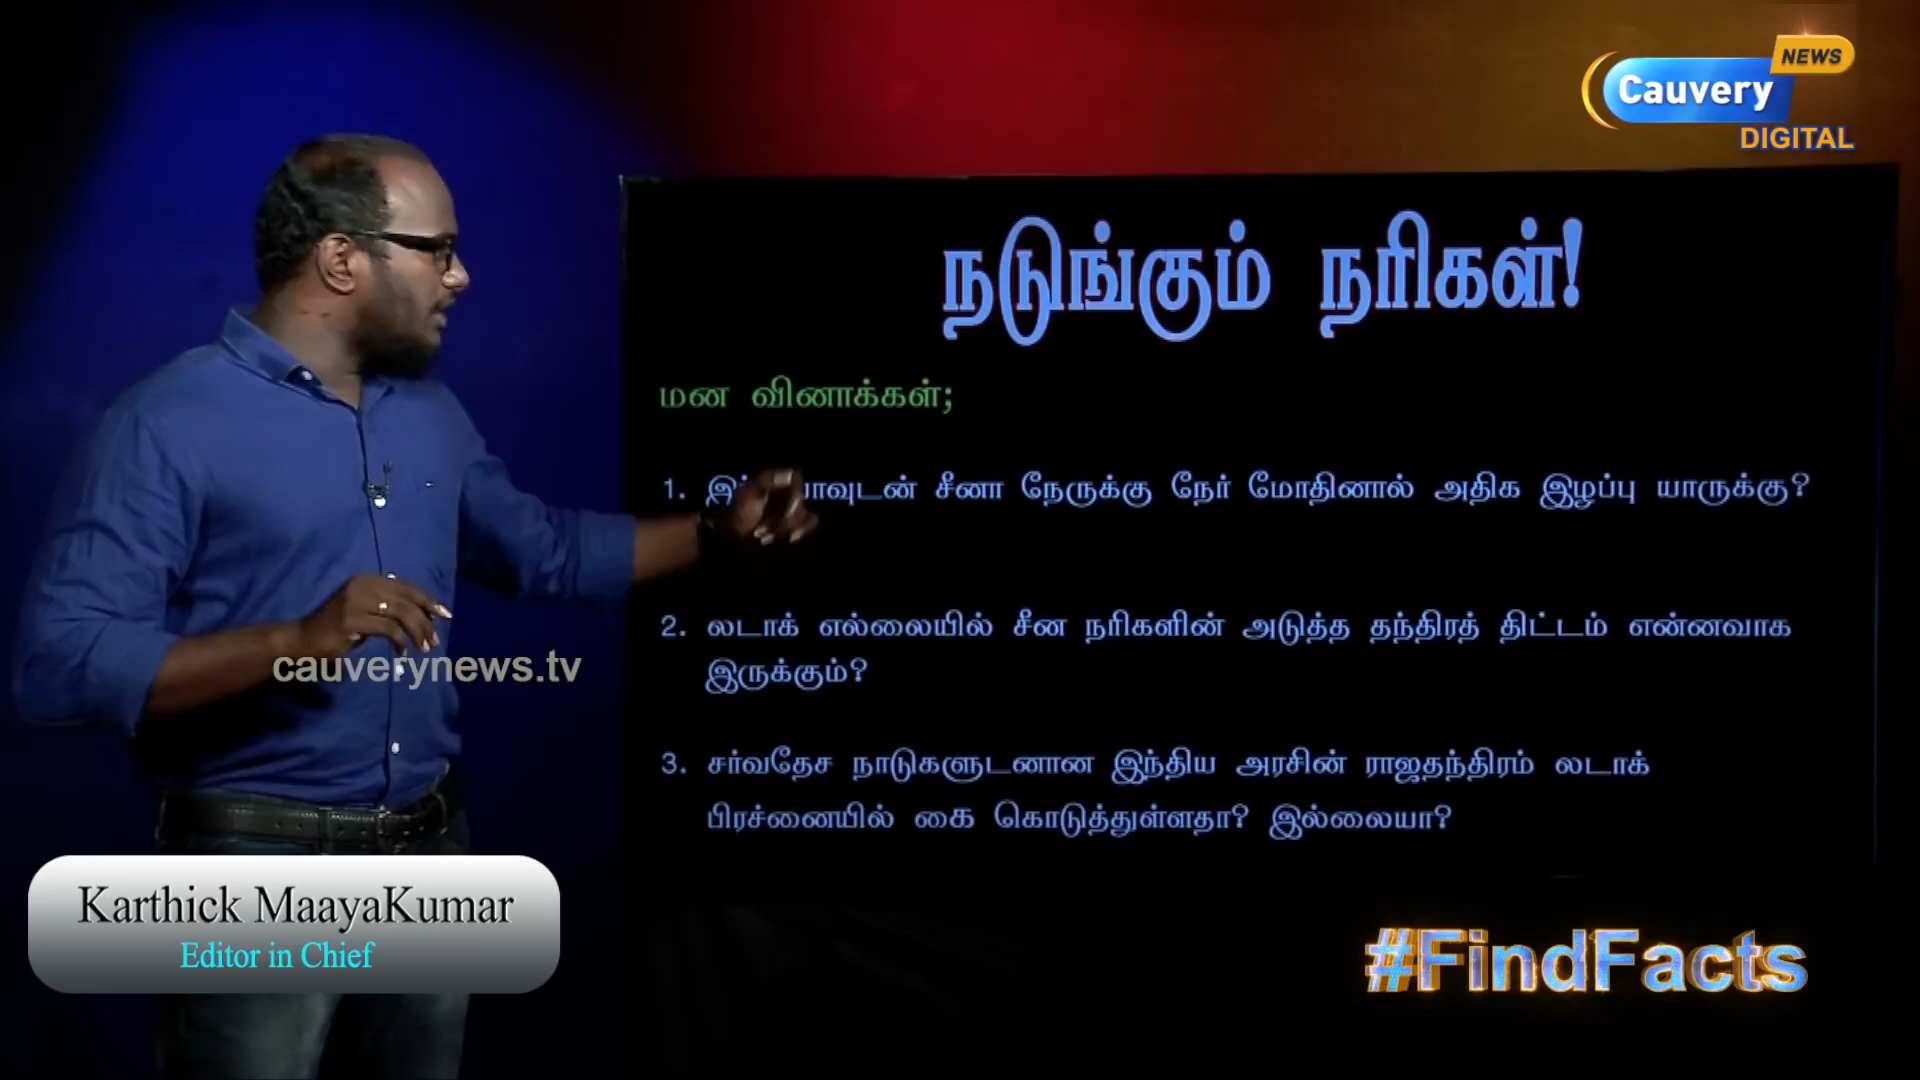 NEWS
Cauvery
DIGITAL
நடுங்கும் நரிகள்!
மன வினாக்கள்;
1. சீனா நேருக்கு நேர் மோதினால் அதிக இழப்பு யாருக்கு?
2. லடாக் எல்லையில் சீன நரிகளின் அடுத்த தந்திரத் திட்டம் என்னவாக
இருக்கும்?
cauverynews.tv
3. சர்வதேச நாடுகளுடனான இந்திய அரசின் ராஜதந்திரம் லடாக்
பிரச்னையில் கை கொடுத்துள்ளதா? இல்லையா?
Karthick MaayaKumar
Editor in Chief
#FindFacts